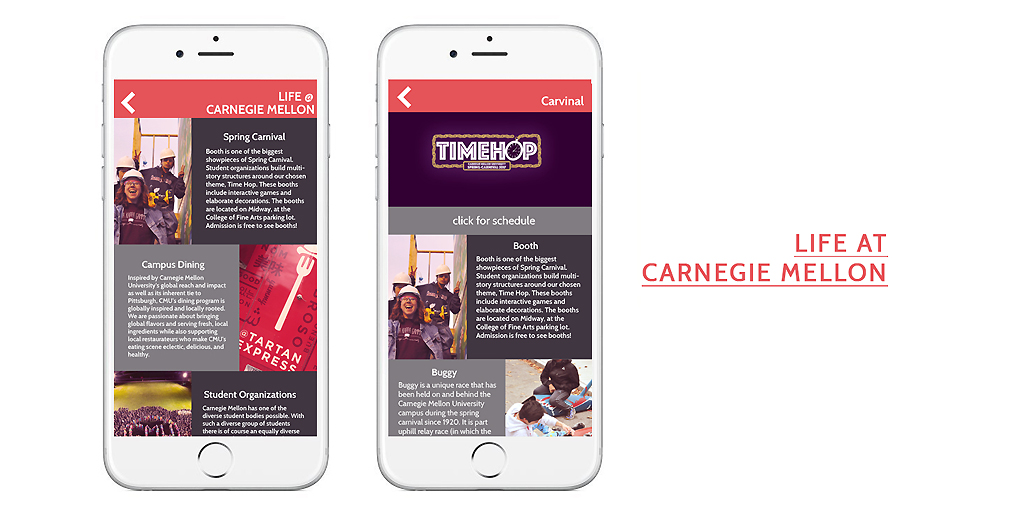 LIFE @
CARNEGIE MELLON
Spring Carnival
Booth is one of the biggest
showpieces of Spring Carnival.
Student organizations build multi-
story structures around our chosen
theme, Time Hop. These booths
include interactive games and
elaborate decorations. The booths
are located on Midway, at the
College of Fine Arts parking lot.
Admission is free to see booths!
Campus Dining
Inspired by Carnegie Mellon
University's global reach and impact
as well as its inherent tie to
Pittsburgh, CMU's dining program is
globally inspired and locally rooted.
We are passionate about bringing
global flavors and serving fresh, local
ingredients while also supporting
local restaurateurs who make CMU's
eating scene eclectic, delicious, and
healthy.
@TARTAN
EXPRESS
Student Organizations
Carnegie Mellon has one of the
diverse student bodies possible. With
such a diverse group of students
there is of course an equally diverse
Carvinal
TIMEHOP
CARNEGIE MELLON UNIVERSITY
SPRING CARNIVAL 2017
click for schedule
Booth
Booth is one of the biggest
showpieces of Spring Carnival.
Student organizations build multi-
story structures around our chosen
theme, Time Hop. These booths
include interactive games and
elaborate decorations. The booths
are located on Midway, at the
College of Fine Arts parking lot.
Admission is free to see booths!
Buggy
Buggy is a unique race that has
been held on and behind the
Carnegie Mellon University
campus during the spring
carnival since 1920. It is part
uphill relay race (in which the
LIFE AT
CARNEGIE MELLON